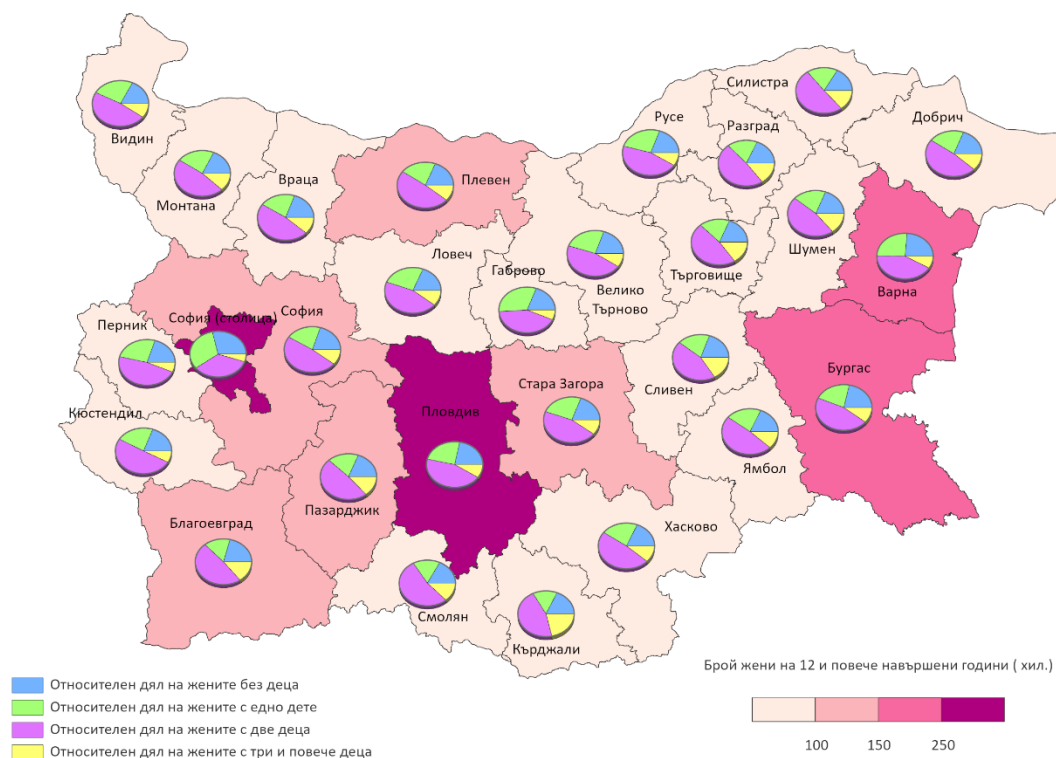 Силистра
Добрич
Русе
Разград
Видин
Враца
Плевен
Монтана
Шумен
Ловеч
Габрово
Търговище
Велико
Търново
Варна
Перник
София (столица)
София
Бургас
Сливен
Стара Загора
Кюстендил
Пловдив
Ямбол
Пазарджик
Благоевград
Хасково
Смолян
Кърджали
Брой жени на 12 и повече навършени години ( хил.)
100 150 250
Относителен дял на жените без деца
Относителен дял на жените с едно дете
Относителен дял на жените с две деца
Относителен дял на жените с три и повече деца